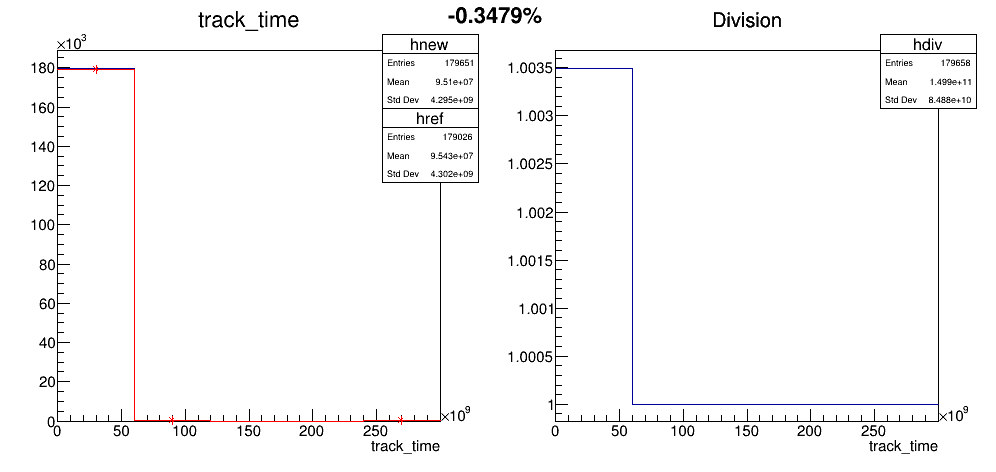 -0.3479%
track_time
×10³
hnew
Entries 179651
Mean 9.51e+07
Std Dev 4.295e+09
href
Entries 179026
Mean 9.543e+07
Std Dev 4.302e+09
180
160
140
120
100
80
60
40
20
0
0 50 100 150 200 250
×10⁹
track_time
Division
hdiv
Entries 179658
Mean 1.499e+11
Std Dev 8.488e+10
1.0035
1.003
1.0025
1.002
1.0015
1.001
1.0005
1
0 50 100 150 200 250
×10⁹
track_time